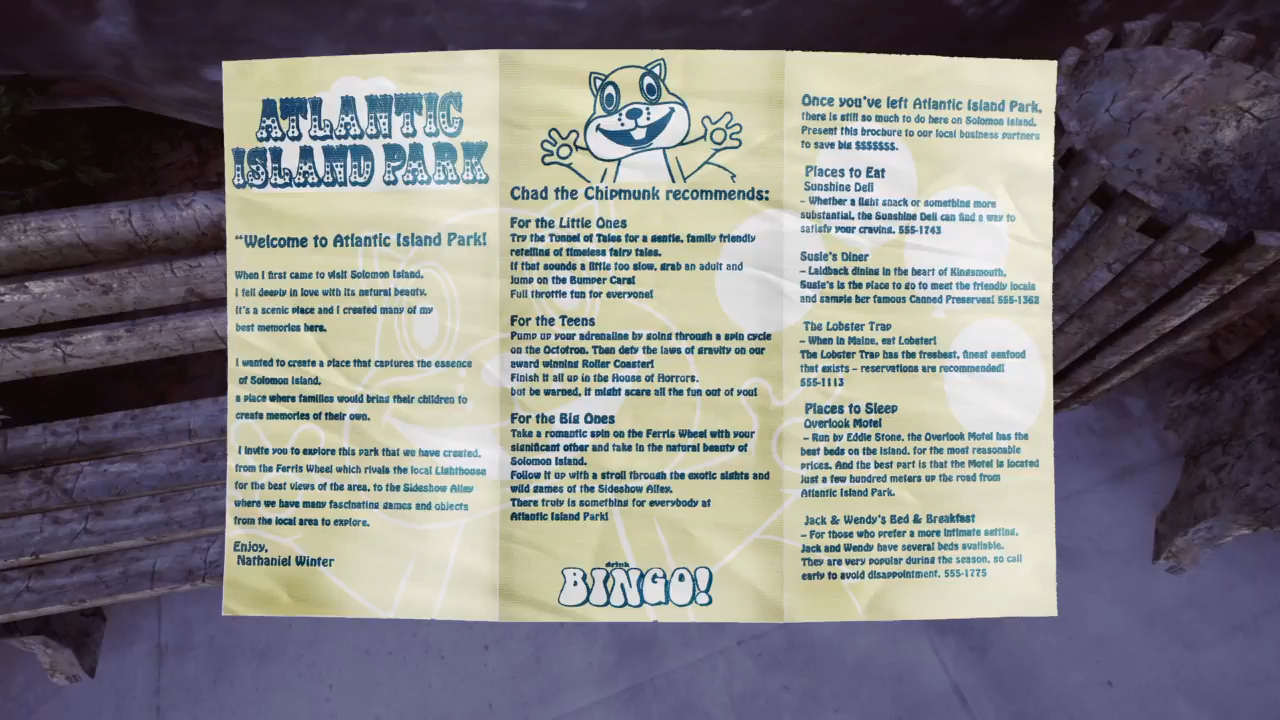 ATLANTIC
ISLAND PARK
"Welcome to Atlantic Island Park!
When I first came to visit Solomon Island,
I fell deeply in love with its natural beauty.
It's a scenic place and I created many of my
best memories here.
I wanted to create a place that captures the essence
of Solomon Island,
a place where families would bring their children to
create memories of their own.
I invite you to explore this park that we have created,
from the Ferris Wheel which rivals the local Lighthouse
for the best views of the area, to the Sideshow Alley
where we have many fascinating games and objects
from the local area to explore.
Enjoy,
Nathaniel Winter
Chad the Chipmunk recommends:
For the Little Ones
Try the Tunnel of Tales for a gentle, family friendly
retelling of timeless fairy tales.
If that sounds a little too slow, grab an adult and
jump on the Bumper Cars!
Full throttle fun for everyone!
For the Teens
Pump up your adrenaline by going through a spin cycle
on the Octotron. Then defy the laws of gravity on our
award winning Roller Coaster!
Finish it all up in the House of Horrors.
but be warned, it might scare all the fun out of you!
For the Big Ones
Take a romantic spin on the Ferris Wheel with your
significant other and take in the natural beauty of
Solomon Island.
Follow it up with a stroll through the exotic sights and
wild games of the Sideshow Alley.
There truly is something for everybody at
Atlantic Island Park!
drink
BINGO!
Once you've left Atlantic Island Park,
there is still so much to do here on Solomon Island.
Present this brochure to our local business partners
to save big $$$$$$$.
Places to Eat
Sunshine Deli
- Whether a light snack or something more
substantial, the Sunshine Deli can find a way to
satisfy your craving. 555-1743
Susie's Diner
- Laidback dining in the heart of Kingsmouth,
Susie's is the place to go to meet the friendly locals
and sample her famous Canned Preserves! 555-1362
The Lobster Trap
- When in Maine, eat Lobster!
The Lobster Trap has the freshest, finest seafood
that exists - reservations are recommended!
555-1113
Places to Sleep
Overlook Motel
- Run by Eddie Stone, the Overlook Motel has the
best beds on the island, for the most reasonable
prices. And the best part is that the Motel is located
just a few hundred meters up the road from
Atlantic Island Park.
Jack & Wendy's Bed & Breakfast
- For those who prefer a more intimate setting,
Jack and Wendy have several beds available.
They are very popular during the season, so call
early to avoid disappointment. 555-1775